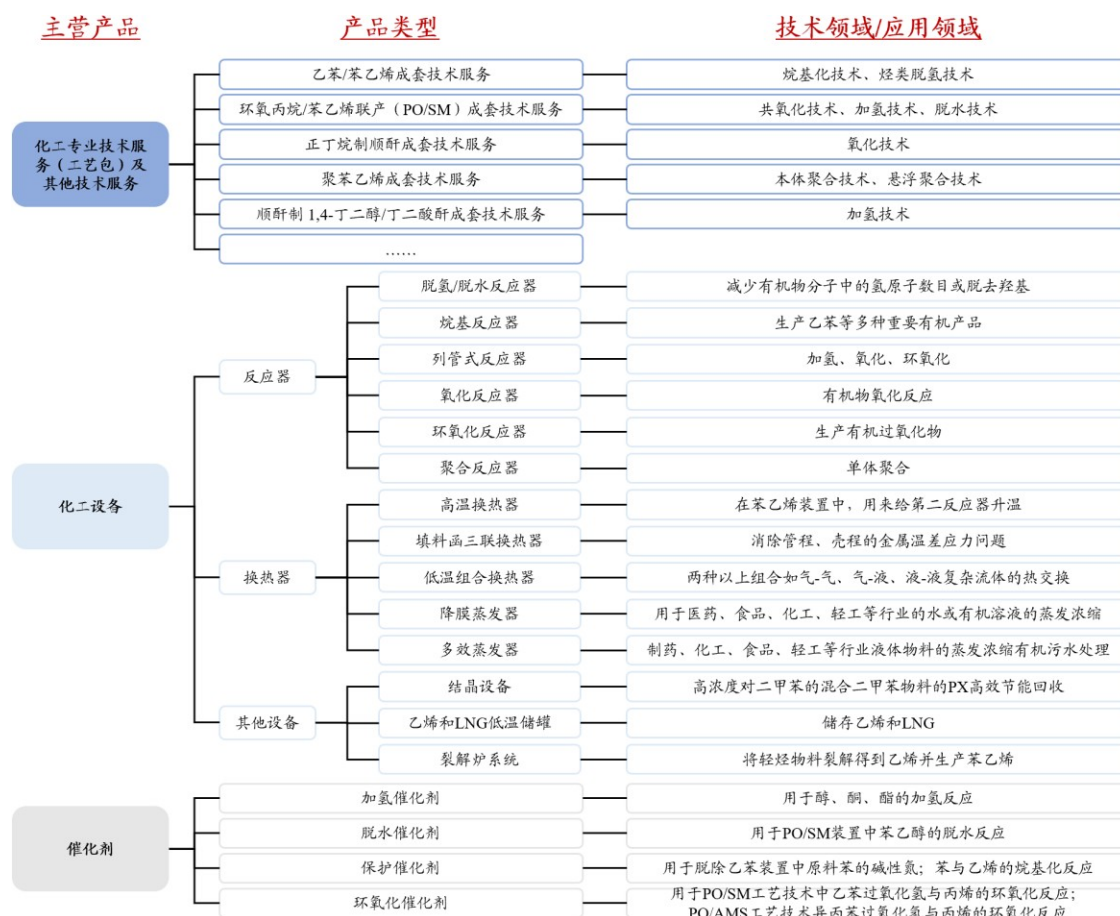 主营产品
产品类型
技术领域/应用领域
化工专业技术服
务（工艺包）及
其他技术服务
乙苯/苯乙烯成套技术服务
烷基化技术、烃类脱氢技术
环氧丙烷/苯乙烯联产（PO/SM）成套技术服务
共氧化技术、加氢技术、脱水技术
正丁烷制顺酐成套技术服务
氧化技术
聚苯乙烯成套技术服务
本体聚合技术、悬浮聚合技术
顺酐制 1,4-丁二醇/丁二酸酐成套技术服务
加氢技术
……
化工设备
反应器
脱氢/脱水反应器
减少有机物分子中的氢原子数目或脱去羟基
烷基反应器
生产乙苯等多种重要有机产品
列管式反应器
加氢、氧化、环氧化
氧化反应器
有机物氧化反应
环氧化反应器
生产有机过氧化物
聚合反应器
单体聚合
换热器
高温换热器
在苯乙烯装置中，用来给第二反应器升温
填料函三联换热器
消除管程、壳程的金属温差应力问题
低温组合换热器
两种以上组合如气-气、气-液、液-液复杂流体的热交换
降膜蒸发器
用于医药、食品、化工、轻工等行业的水或有机溶液的蒸发浓缩
多效蒸发器
制药、化工、食品、轻工等行业液体物料的蒸发浓缩有机污水处理
其他设备
结晶设备
高浓度对二甲苯的混合二甲苯物料的PX高效节能回收
乙烯和LNG低温储罐
储存乙烯和LNG
裂解炉系统
将轻烃物料裂解得到乙烯并生产苯乙烯
催化剂
加氢催化剂
用于醇、酮、酯的加氢反应
脱水催化剂
用于PO/SM装置中苯乙醇的脱水反应
保护催化剂
用于脱除乙苯装置中原料苯的碱性氮；苯与乙烯的烷基化反应
环氧化催化剂
用于PO/SM工艺技术中乙苯过氧化氢与丙烯的环氧化反应；
PO/AMS工艺技术异丙苯过氧化氢与丙烯的环氧化反应